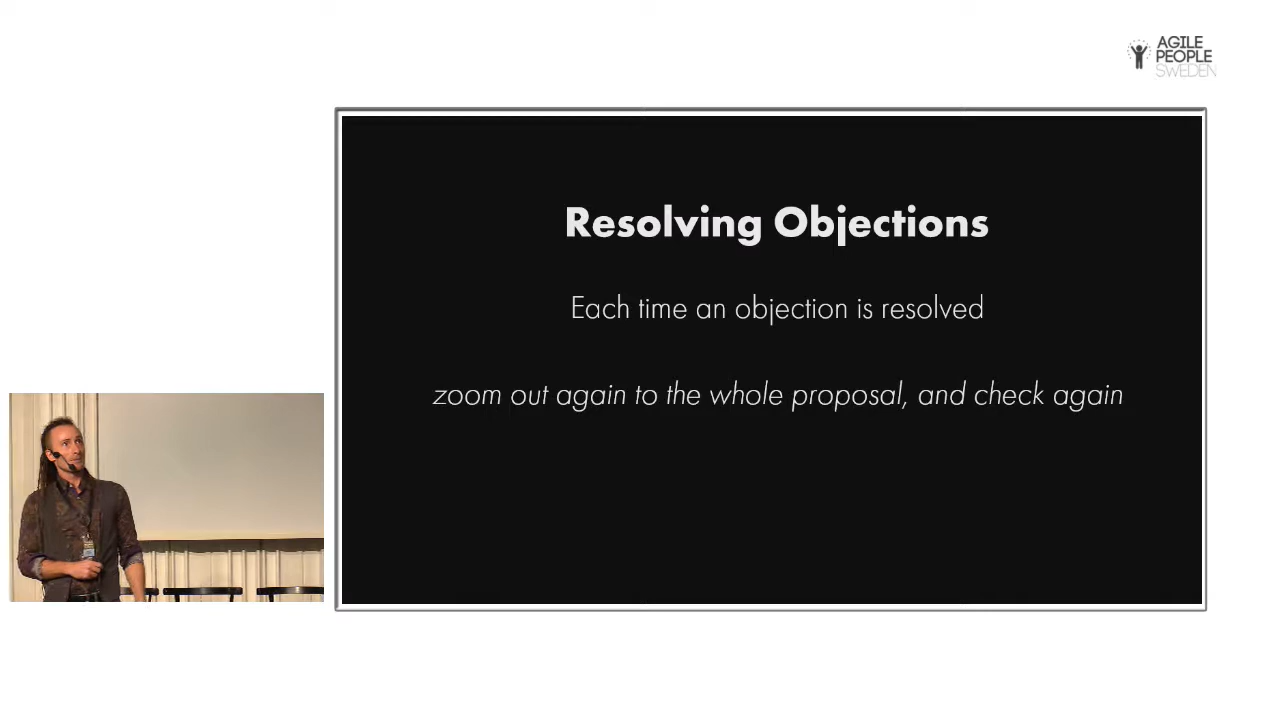 AGILE
PEOPLE
SWEDEN
Resolving Objections
Each time an objection is resolved
zoom out again to the whole proposal, and check again